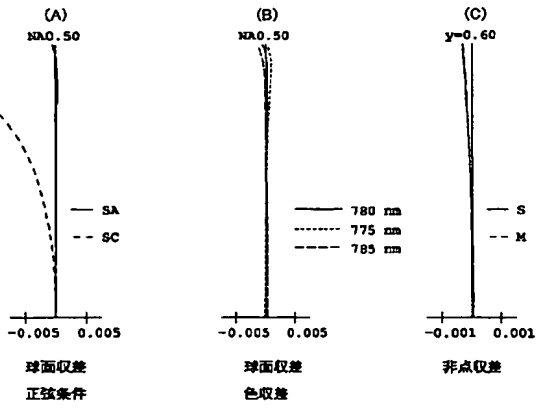 (A)
NA0.50
SA
SC
-0.005 0.005
球面収差
正弦条件
(B)
NA0.50
780 nm
775 nm
785 nm
-0.005 0.005
球面収差
色収差
(C)
y=0.60
S
M
-0.001 0.001
非点収差